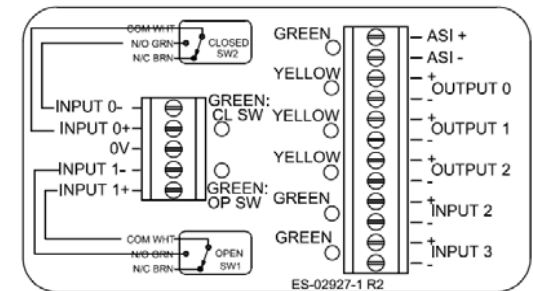 COM WHT
N/O GRN
N/C BRN
CLOSED
SW2
INPUT 0-
INPUT 0+
0V
INPUT 1-
INPUT 1+
GREEN:
CL SW
GREEN:
OP SW
COM WHT
N/O GRN
N/C BRN
OPEN
SW1
GREEN
YELLOW
YELLOW
YELLOW
GREEN
GREEN
ASI +
ASI -
+
OUTPUT 0
-
+
OUTPUT 1
-
+
OUTPUT 2
-
+
INPUT 2
-
+
INPUT 3
-
ES-02927-1 R2